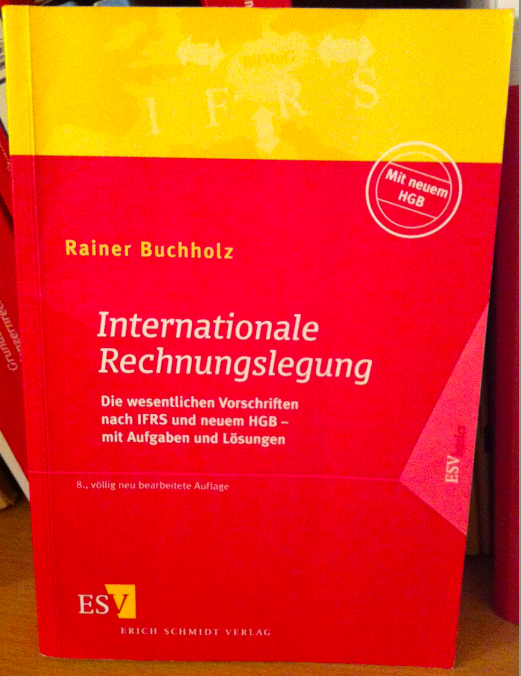 I F R S
Mit neuem
HGB
Rainer Buchholz
Internationale
Rechnungslegung
Die wesentlichen Vorschriften
nach IFRS und neuem HGB –
mit Aufgaben und Lösungen
ESV basics
8., völlig neu bearbeitete Auflage
ESV
ERICH SCHMIDT VERLAG